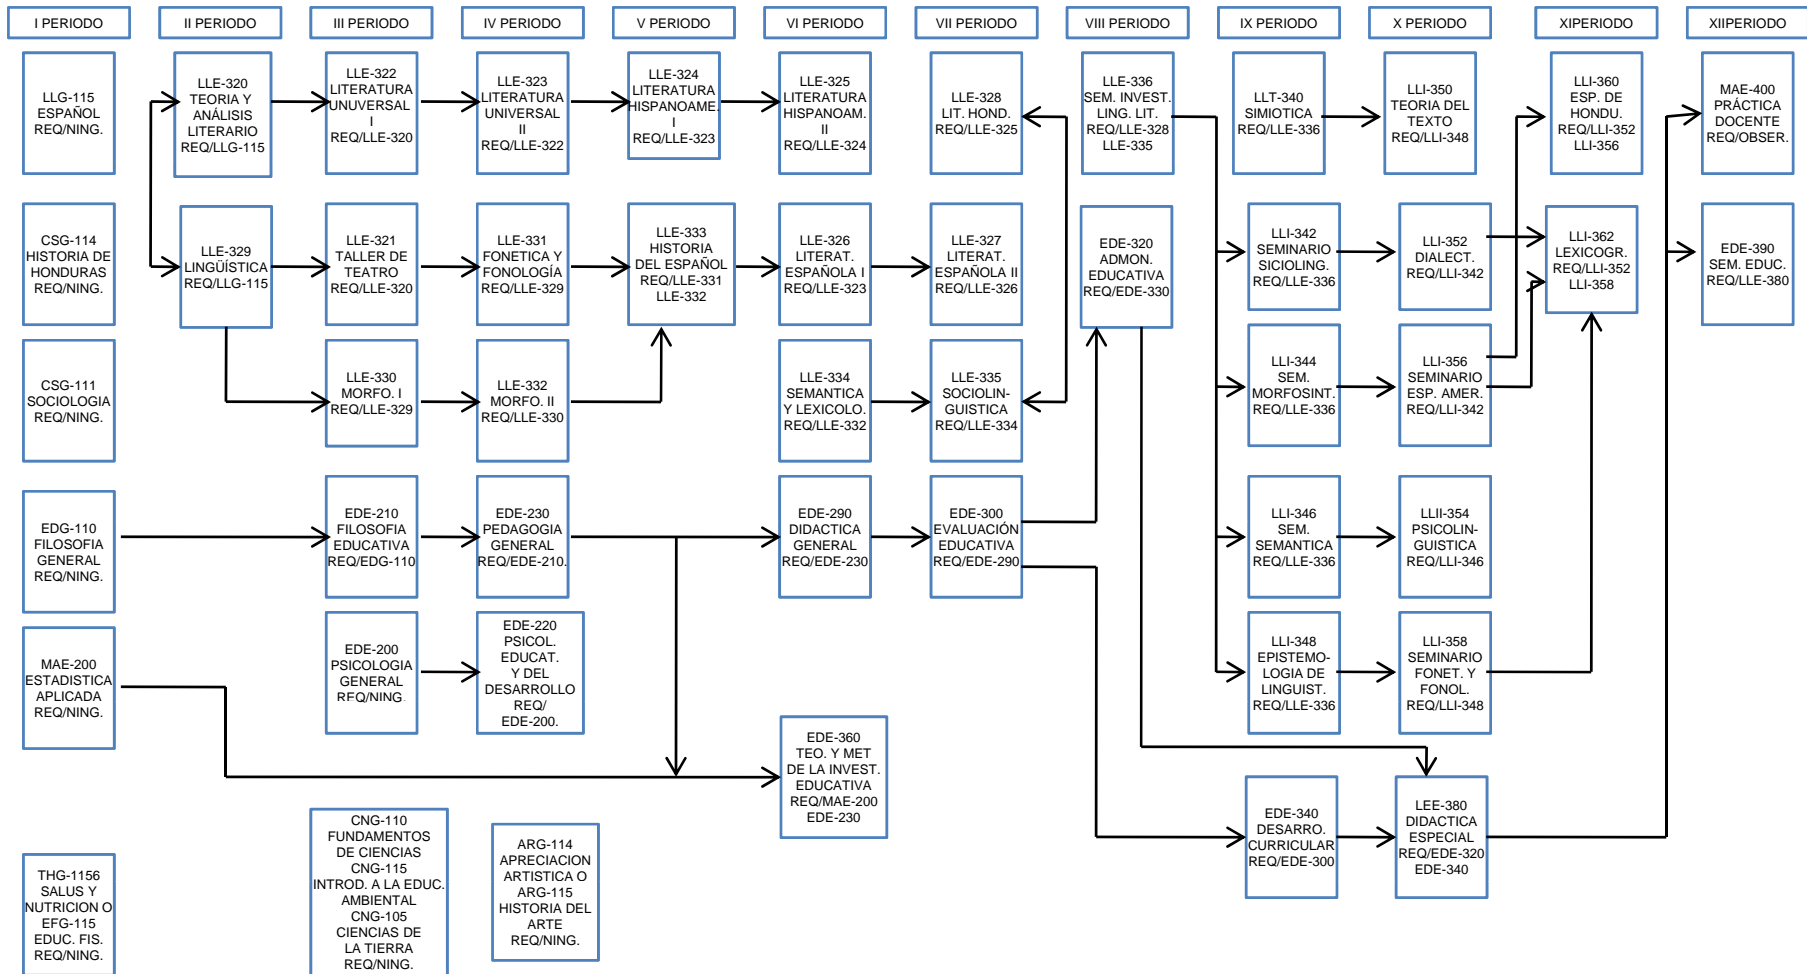 I PERIODO
II PERIODO
III PERIODO
IV PERIODO
V PERIODO
VI PERIODO
VII PERIODO
VIII PERIODO
IX PERIODO
X PERIODO
XIPERIODO
XIIPERIODO
LLG-115
ESPAÑOL
REQ/NING.
LLE-320
TEORIA Y
ANÁLISIS
LITERARIO
REQ/LLG-115
LLE-322
LITERATURA
UNUVERSAL
I
REQ/LLE-320
LLE-323
LITERATURA
UNIVERSAL
II
REQ/LLE-322
LLE-324
LITERATURA
HISPANOAME.
I
REQ/LLE-323
LLE-325
LITERATURA
HISPANOAM.
II
REQ/LLE-324
LLE-328
LIT. HOND.
REQ/LLE-325
LLE-336
SEM. INVEST.
LING. LIT.
REQ/LLE-328
LLE-335
LLT-340
SIMIOTICA
REQ/LLE-336
LLI-350
TEORIA DEL
TEXTO
REQ/LLI-348
LLI-360
ESP. DE
HONDU.
REQ/LLI-352
LLI-356
MAE-400
PRÁCTICA
DOCENTE
REQ/OBSER.
CSG-114
HISTORIA DE
HONDURAS
REQ/NING.
LLE-329
LINGÜÍSTICA
REQ/LLG-115
LLE-321
TALLER DE
TEATRO
REQ/LLE-320
LLE-331
FONETICA Y
FONOLOGÍA
REQ/LLE-329
LLE-333
HISTORIA
DEL ESPAÑOL
REQ/LLE-331
LLE-332
LLE-326
LITERAT.
ESPAÑOLA I
REQ/LLE-323
LLE-327
LITERAT.
ESPAÑOLA II
REQ/LLE-326
EDE-320
ADMON.
EDUCATIVA
REQ/EDE-330
LLI-342
SEMINARIO
SICIOLING.
REQ/LLE-336
LLI-352
DIALECT.
REQ/LLI-342
LLI-362
LEXICOGR.
REQ/LLI-352
LLI-358
EDE-390
SEM. EDUC.
REQ/LLE-380
CSG-111
SOCIOLOGIA
REQ/NING.
LLE-330
MORFO. I
REQ/LLE-329
LLE-332
MORFO. II
REQ/LLE-330
LLE-334
SEMANTICA
Y LEXICOLO.
REQ/LLE-332
LLE-335
SOCIOLIN-
GUISTICA
REQ/LLE-334
LLI-344
SEM.
MORFOSINT.
REQ/LLE-336
LLI-356
SEMINARIO
ESP. AMER.
REQ/LLI-342
EDG-110
FILOSOFIA
GENERAL
REQ/NING.
EDE-210
FILOSOFIA
EDUCATIVA
REQ/EDG-110
EDE-230
PEDAGOGIA
GENERAL
REQ/EDE-210.
EDE-290
DIDACTICA
GENERAL
REQ/EDE-230
EDE-300
EVALUACIÓN
EDUCATIVA
REQ/EDE-290
LLI-346
SEM.
SEMANTICA
REQ/LLE-336
LLII-354
PSICOLIN-
GUISTICA
REQ/LLI-346
MAE-200
ESTADISTICA
APLICADA
REQ/NING.
EDE-200
PSICOLOGIA
GENERAL
REQ/NING.
EDE-220
PSICOL.
EDUCAT.
Y DEL
DESARROLLO
REQ/
EDE-200.
LLI-348
EPISTEMO-
LOGIA DE
LINGUIST.
REQ/LLE-336
LLI-358
SEMINARIO
FONET. Y
FONOL.
REQ/LLI-348
EDE-360
TEO. Y MET
DE LA INVEST.
EDUCATIVA
REQ/MAE-200
EDE-230
EDE-340
DESARRO.
CURRICULAR
REQ/EDE-300
LEE-380
DIDACTICA
ESPECIAL
REQ/EDE-320
EDE-340
THG-1156
SALUS Y
NUTRICION O
EFG-115
EDUC. FIS.
REQ/NING.
CNG-110
FUNDAMENTOS
DE CIENCIAS
CNG-115
INTROD. A LA EDUC.
AMBIENTAL
CNG-105
CIENCIAS DE
LA TIERRA
REQ/NING.
ARG-114
APRECIACION
ARTISTICA O
ARG-115
HISTORIA DEL
ARTE
REQ/NING.